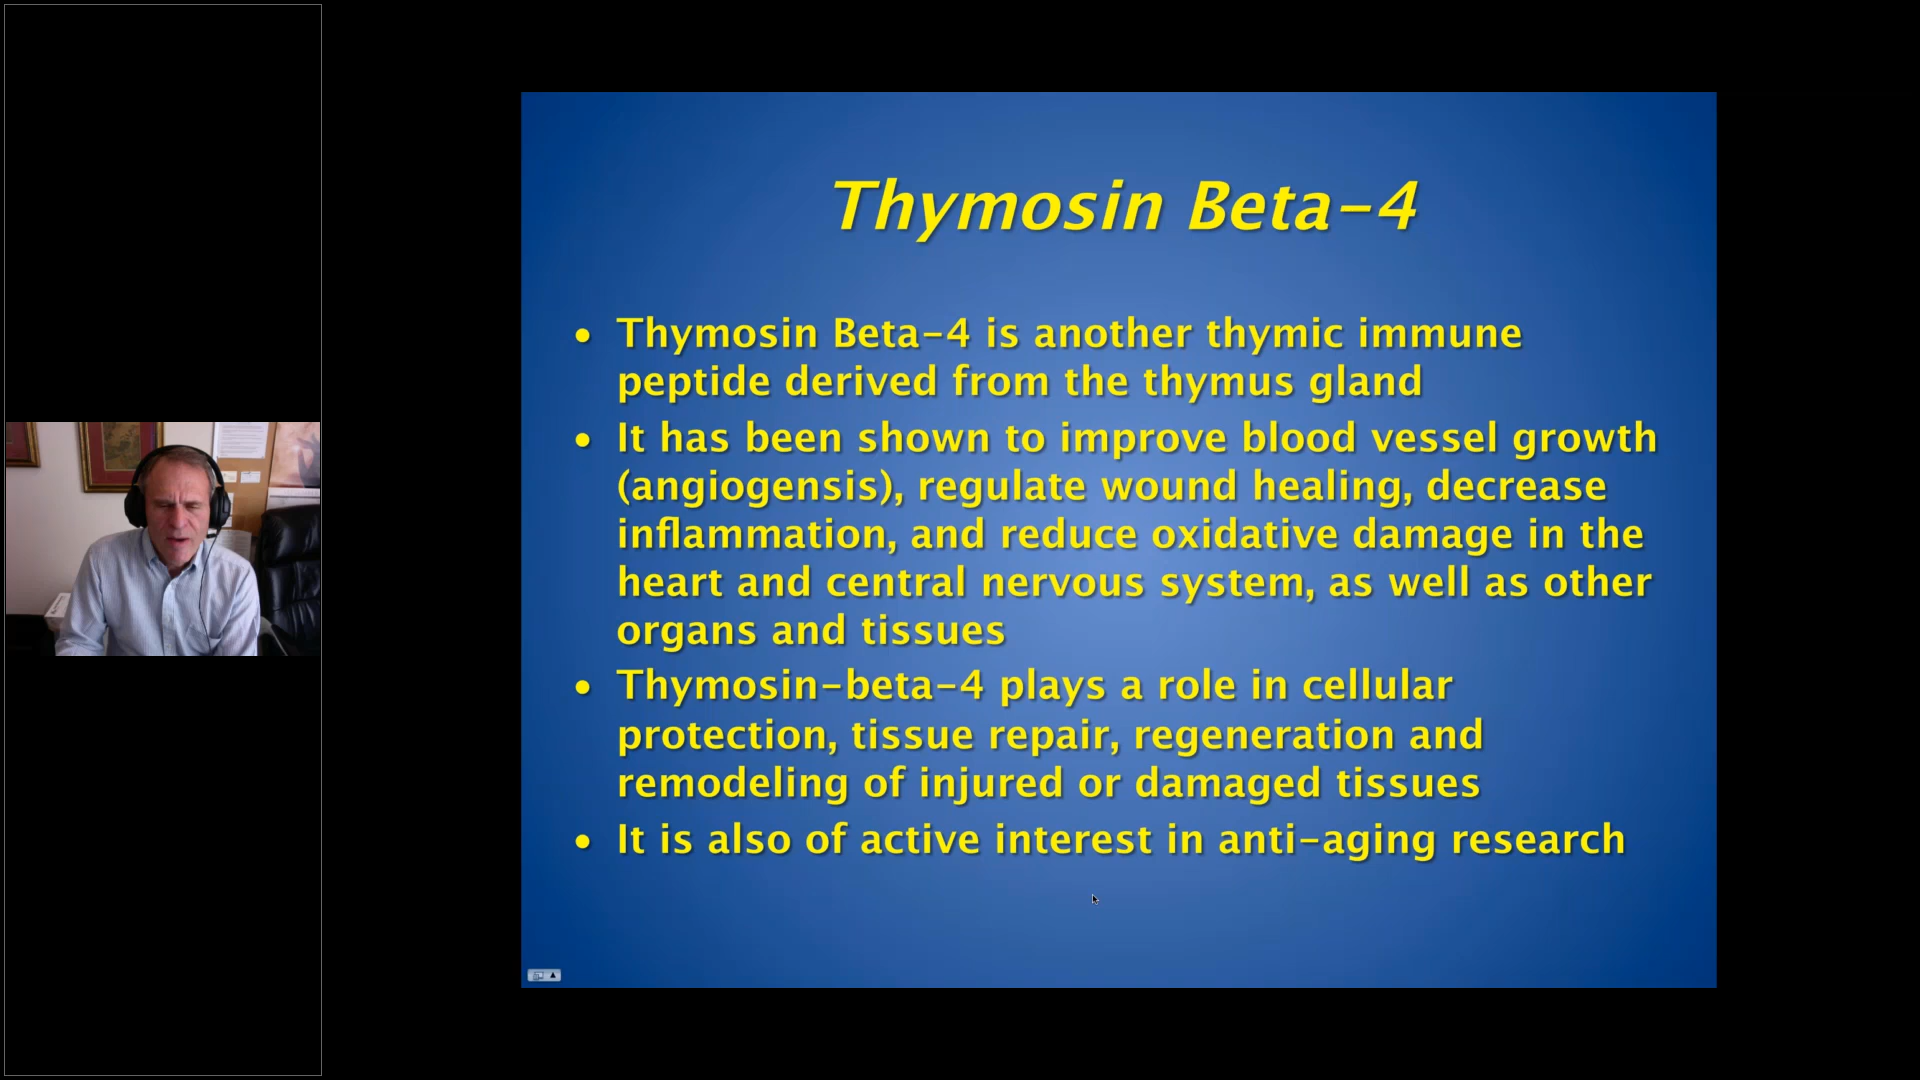 Thymosin Beta-4
• Thymosin Beta-4 is another thymic immune
peptide derived from the thymus gland
• It has been shown to improve blood vessel growth
(angiogensis), regulate wound healing, decrease
inflammation, and reduce oxidative damage in the
heart and central nervous system, as well as other
organs and tissues
• Thymosin-beta-4 plays a role in cellular
protection, tissue repair, regeneration and
remodeling of injured or damaged tissues
• It is also of active interest in anti-aging research